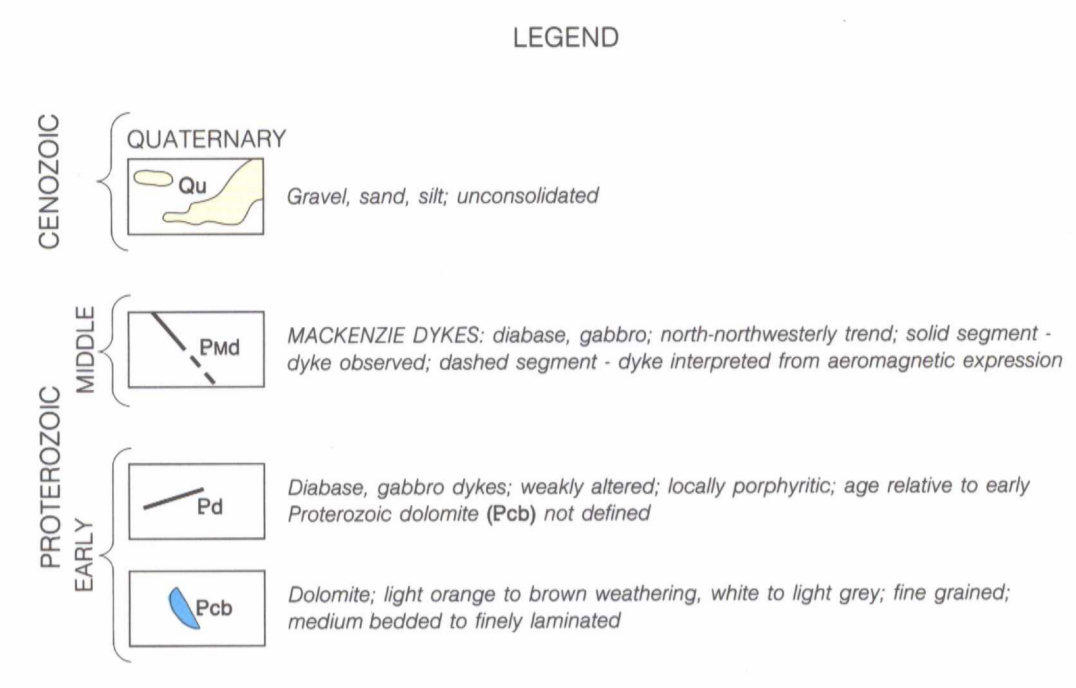 LEGEND
CENOZOIC
QUATERNARY
Qu
Gravel, sand, silt; unconsolidated
PROTEROZOIC
MIDDLE
PMd
MACKENZIE DYKES: diabase, gabbro; north-northwesterly trend; solid segment -
dyke observed; dashed segment - dyke interpreted from aeromagnetic expression
EARLY
Pd
Diabase, gabbro dykes; weakly altered; locally porphyritic; age relative to early
Proterozoic dolomite (Pcb) not defined
Pcb
Dolomite; light orange to brown weathering, white to light grey; fine grained;
medium bedded to finely laminated